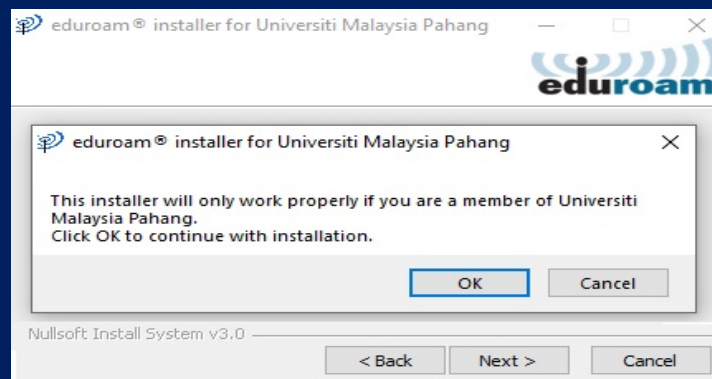 eduroam® installer for Universiti Malaysia Pahang
eduroam
eduroam® installer for Universiti Malaysia Pahang
This installer will only work properly if you are a member of Universiti
Malaysia Pahang.
Click OK to continue with installation.
OK Cancel
Nullsoft Install System v3.0
< Back Next > Cancel